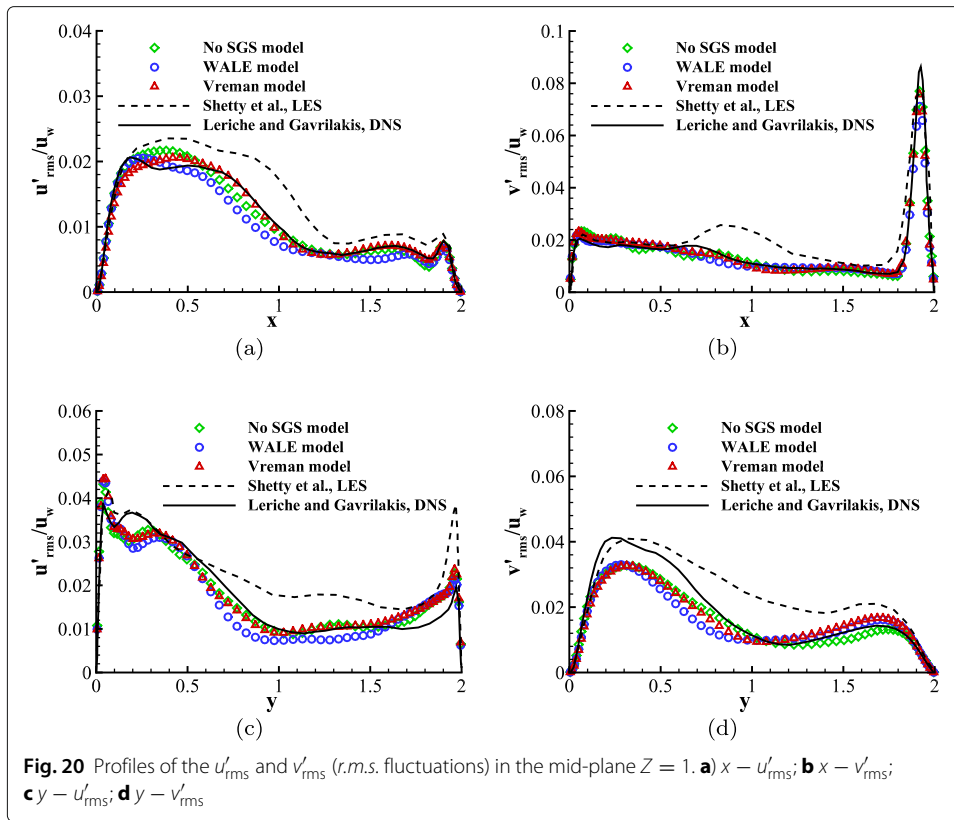 0.04
0.03
0.02
0.01
0
u'rms/uw
No SGS model
WALE model
Vreman model
Shetty et al., LES
Leriche and Gavrilakis, DNS
0 0.5 1 1.5 2
x
(a)
0.1
0.08
0.06
0.04
0.02
0
v'rms/uw
No SGS model
WALE model
Vreman model
Shetty et al., LES
Leriche and Gavrilakis, DNS
0 0.5 1 1.5 2
x
(b)
0.06
0.05
0.04
0.03
0.02
0.01
0
u'rms/uw
No SGS model
WALE model
Vreman model
Shetty et al., LES
Leriche and Gavrilakis, DNS
0 0.5 1 1.5 2
y
(c)
0.08
0.06
0.04
0.02
0
v'rms/uw
No SGS model
WALE model
Vreman model
Shetty et al., LES
Leriche and Gavrilakis, DNS
0 0.5 1 1.5 2
y
(d)
Fig. 20 Profiles of the u′rms and v′rms (r.m.s. fluctuations) in the mid-plane Z = 1. a) x − u′rms; b x − v′rms;
c y − u′rms; d y − v′rms